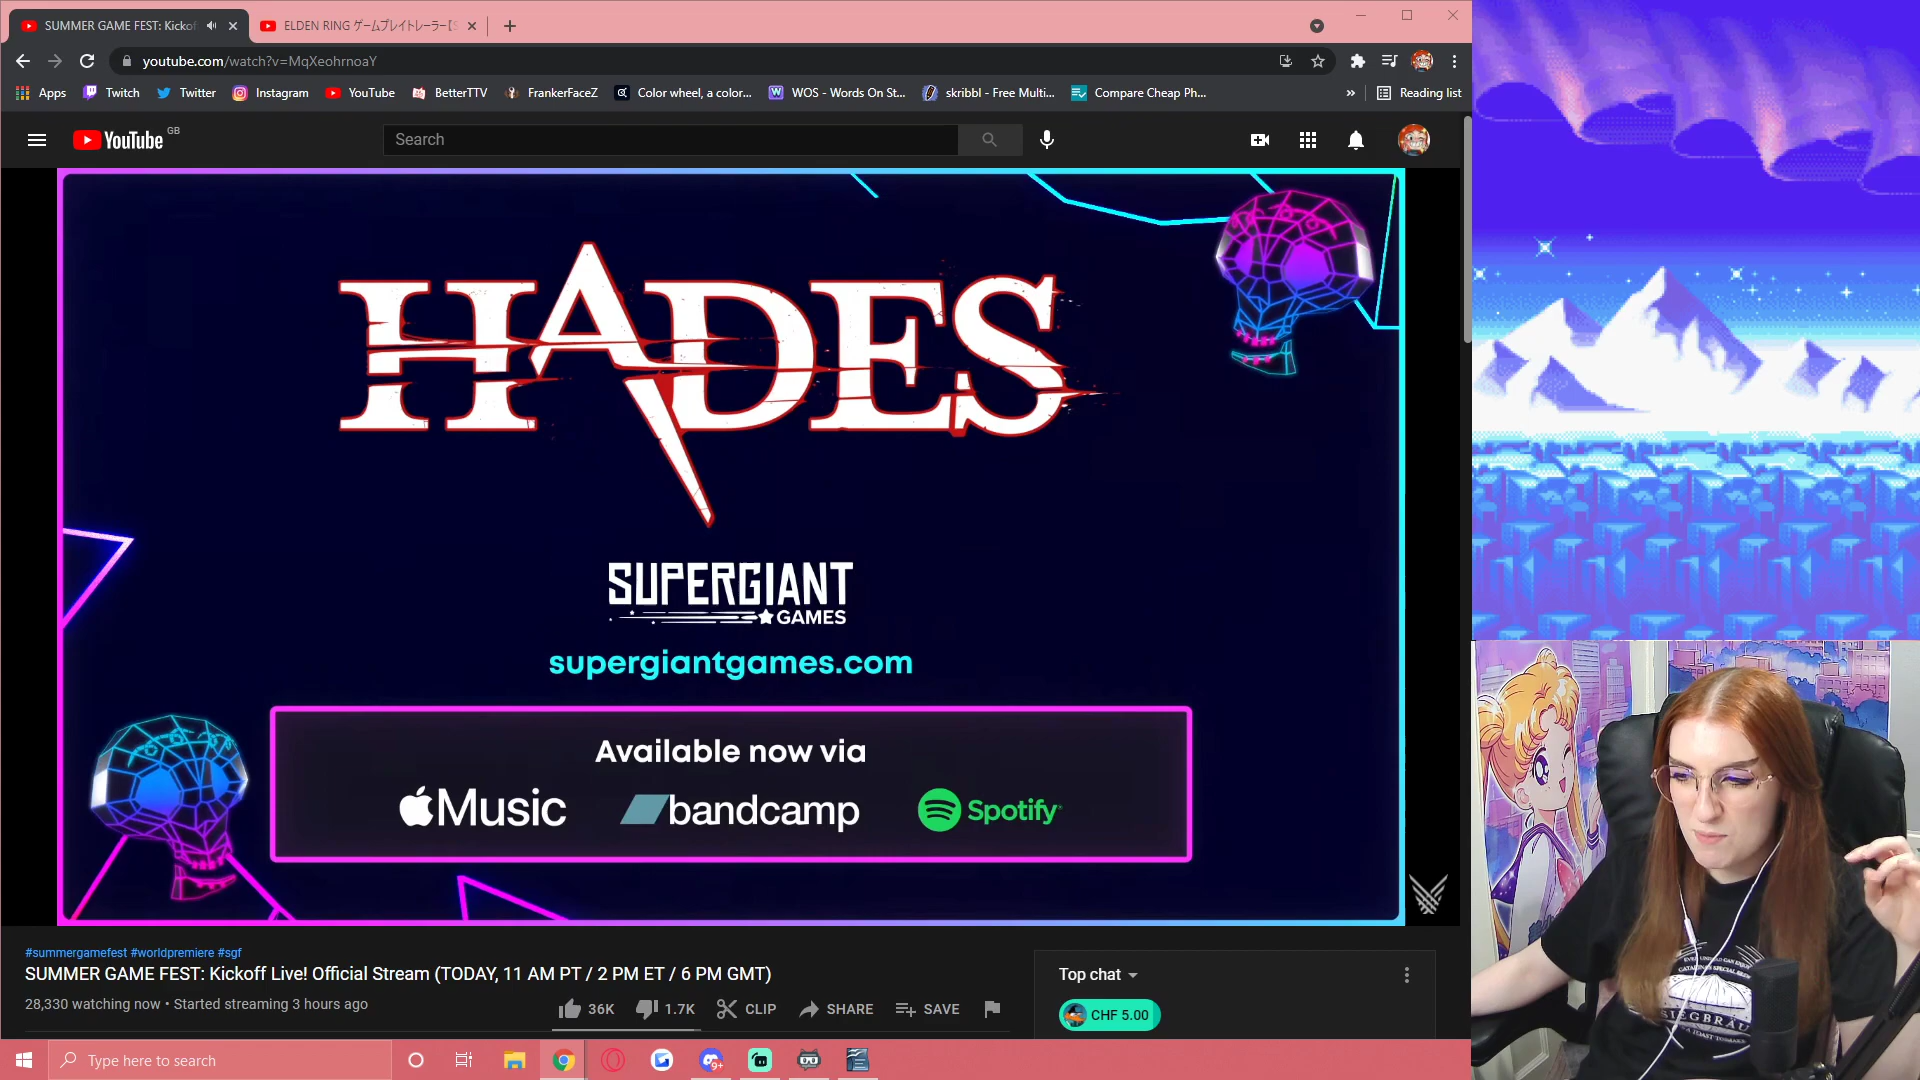 SUMMER GAME FEST: Kickof
ELDEN RING ゲームプレイトレーラー【S
youtube.com/watch?v=MqXeohrnoaY
Apps
Twitch
Twitter
Instagram
YouTube
BetterTTV
FrankerFaceZ
Color wheel, a color...
WOS - Words On St...
skribbl - Free Multi...
Compare Cheap Ph...
»
Reading list
YouTube GB
Search
HADES
SUPERGIANT
GAMES
supergiantgames.com
Available now via
Music
bandcamp
Spotify
#summergamefest #worldpremiere #sgf
SUMMER GAME FEST: Kickoff Live! Official Stream (TODAY, 11 AM PT / 2 PM ET / 6 PM GMT)
28,330 watching now • Started streaming 3 hours ago
36K
1.7K
CLIP
SHARE
SAVE
Top chat
CHF 5.00
SIEGBRÄU
Type here to search
9+